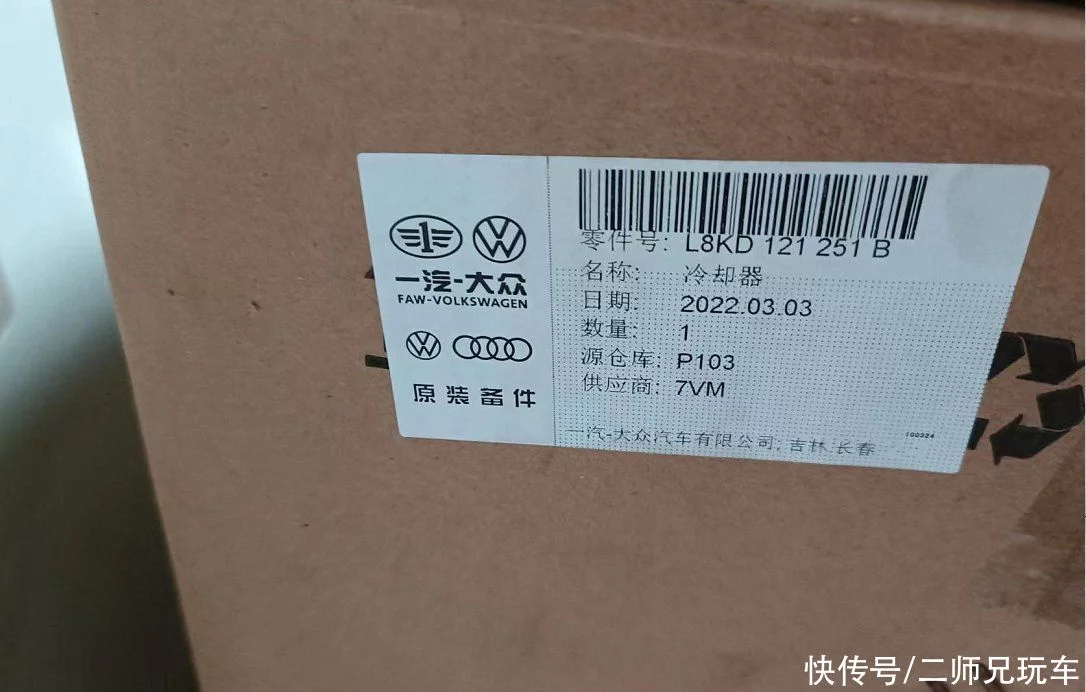 一汽-大众
FAW-VOLKSWAGEN
原装备件
零件号: L8KD 121 251 B
名称: 冷却器
日期: 2022.03.03
数量: 1
源仓库: P103
供应商: 7VM
一汽-大众汽车有限公司; 吉林.长春
100324
快传号/二师兄玩车